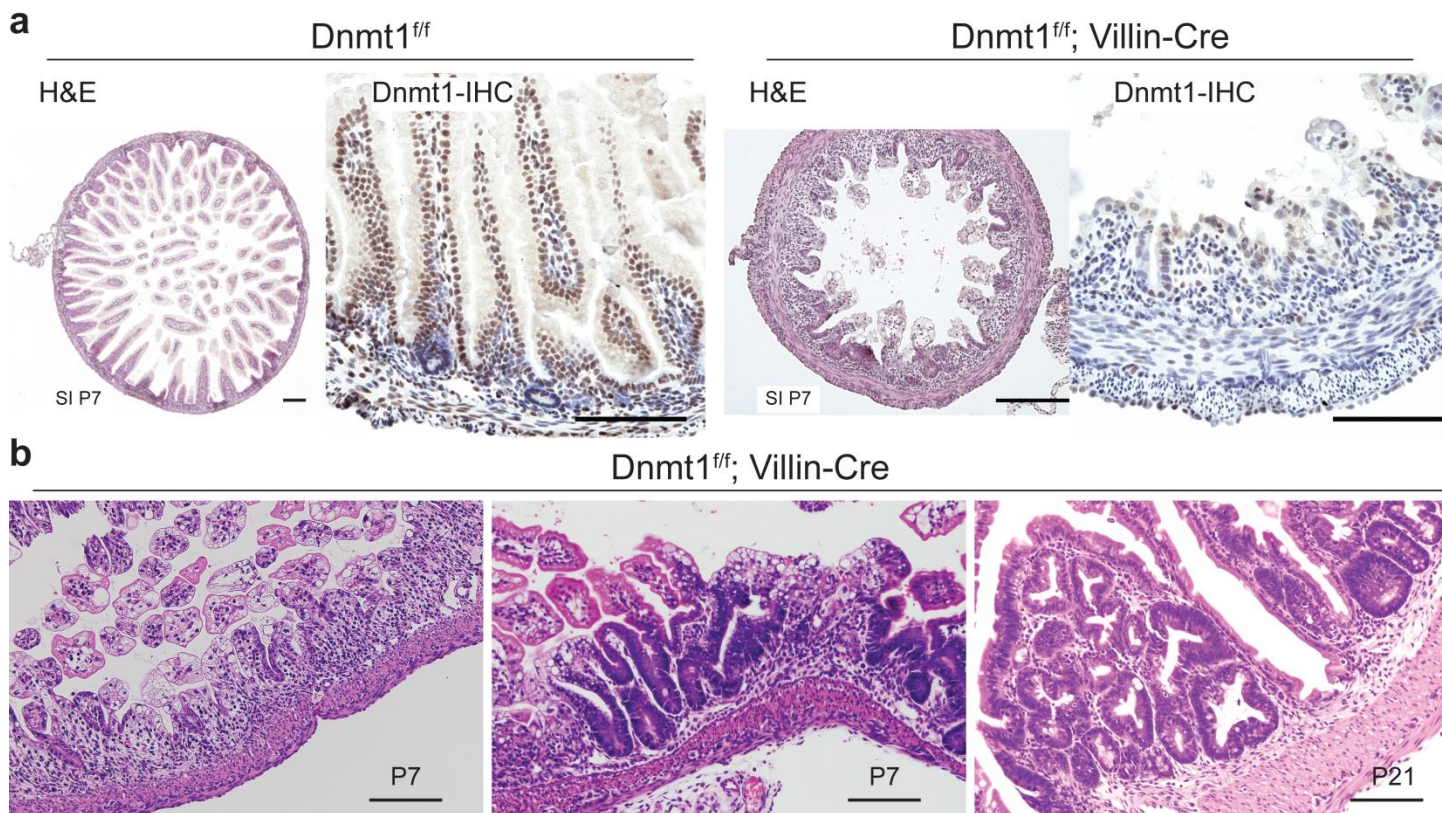 a
Dnmt1f/f
Dnmt1f/f; Villin-Cre
H&E
Dnmt1-IHC
H&E
Dnmt1-IHC
SI P7
SI P7
b
Dnmt1f/f; Villin-Cre
P7
P7
P21